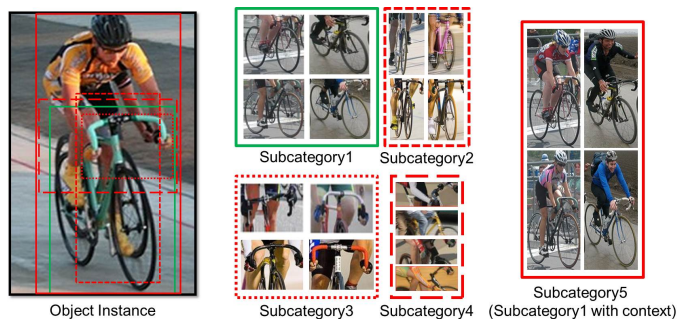 Subcategory1
Subcategory2
Object Instance
Subcategory3
Subcategory4
Subcategory5
(Subcategory1 with context)